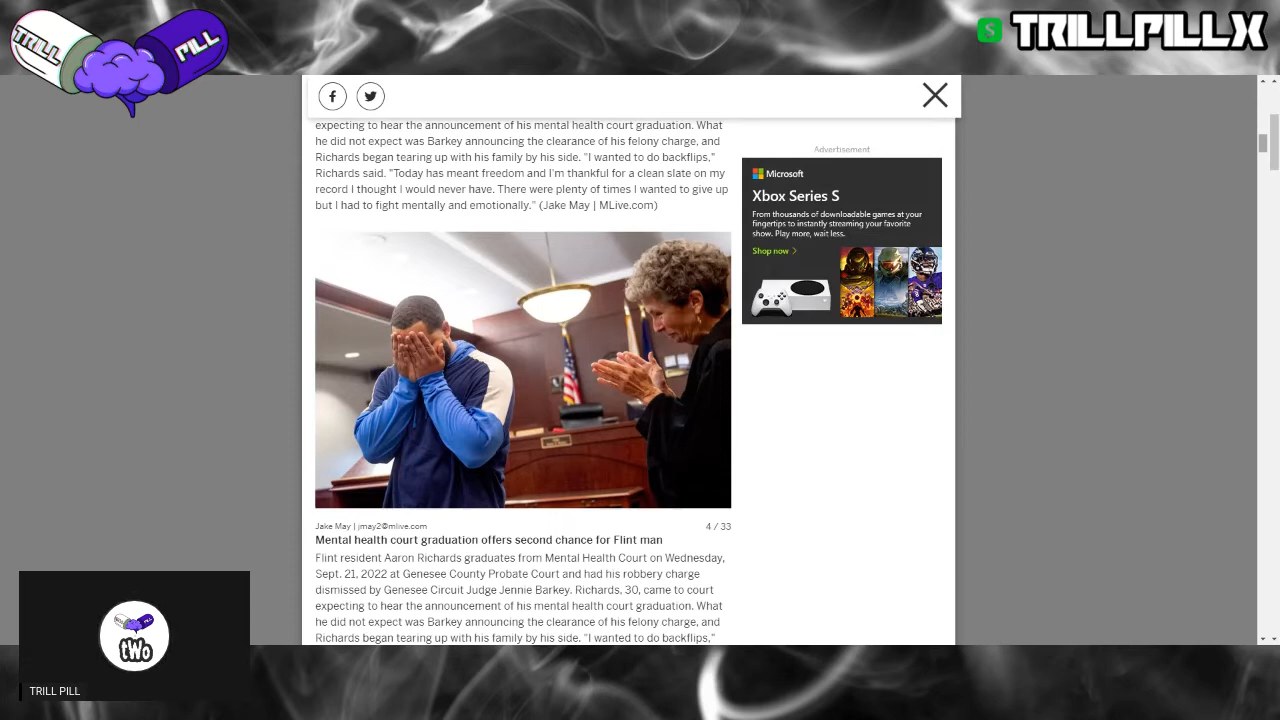 TRILL
PILL
TRILLPILLX
expecting to hear the announcement of his mental health court graduation. What
he did not expect was Barkey announcing the clearance of his felony charge, and
Richards began tearing up with his family by his side. "I wanted to do backflips,"
Richards said. "Today has meant freedom and I'm thankful for a clean slate on my
record I thought I would never have. There were plenty of times I wanted to give up
but I had to fight mentally and emotionally." (Jake May | MLive.com)
Advertisement
Microsoft
Xbox Series S
From thousands of downloadable games at your
fingertips to instantly streaming your favorite
show. Play more, wait less.
Shop now >
Jake May | jmay2@mlive.com
4 / 33
Mental health court graduation offers second chance for Flint man
Flint resident Aaron Richards graduates from Mental Health Court on Wednesday,
Sept. 21, 2022 at Genesee County Probate Court and had his robbery charge
dismissed by Genesee Circuit Judge Jennie Barkey. Richards, 30, came to court
expecting to hear the announcement of his mental health court graduation. What
he did not expect was Barkey announcing the clearance of his felony charge, and
Richards began tearing up with his family by his side. "I wanted to do backflips,"
tWo
TRILL PILL